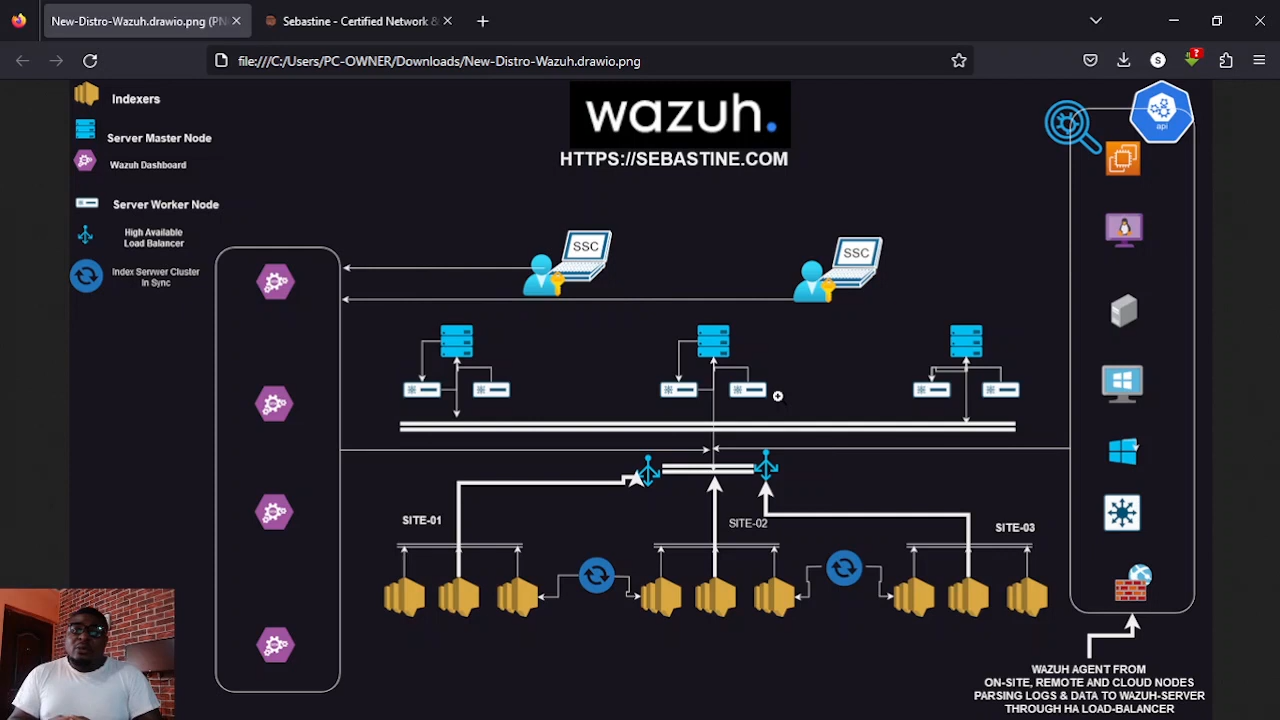 New-Distro-Wazuh.drawio.png (PN
Sebastine - Certified Network &
file:///C:/Users/PC-OWNER/Downloads/New-Distro-Wazuh.drawio.png
S
?
Indexers
Server Master Node
Wazuh Dashboard
Server Worker Node
High Available
Load Balancer
Index Serwer Cluster
In Sync
wazuh.
HTTPS://SEBASTINE.COM
api
SSC
SSC
SITE-01
SITE-02
SITE-03
WAZUH AGENT FROM
ON-SITE, REMOTE AND CLOUD NODES
PARSING LOGS & DATA TO WAZUH-SERVER
THROUGH HA LOAD-BALANCER